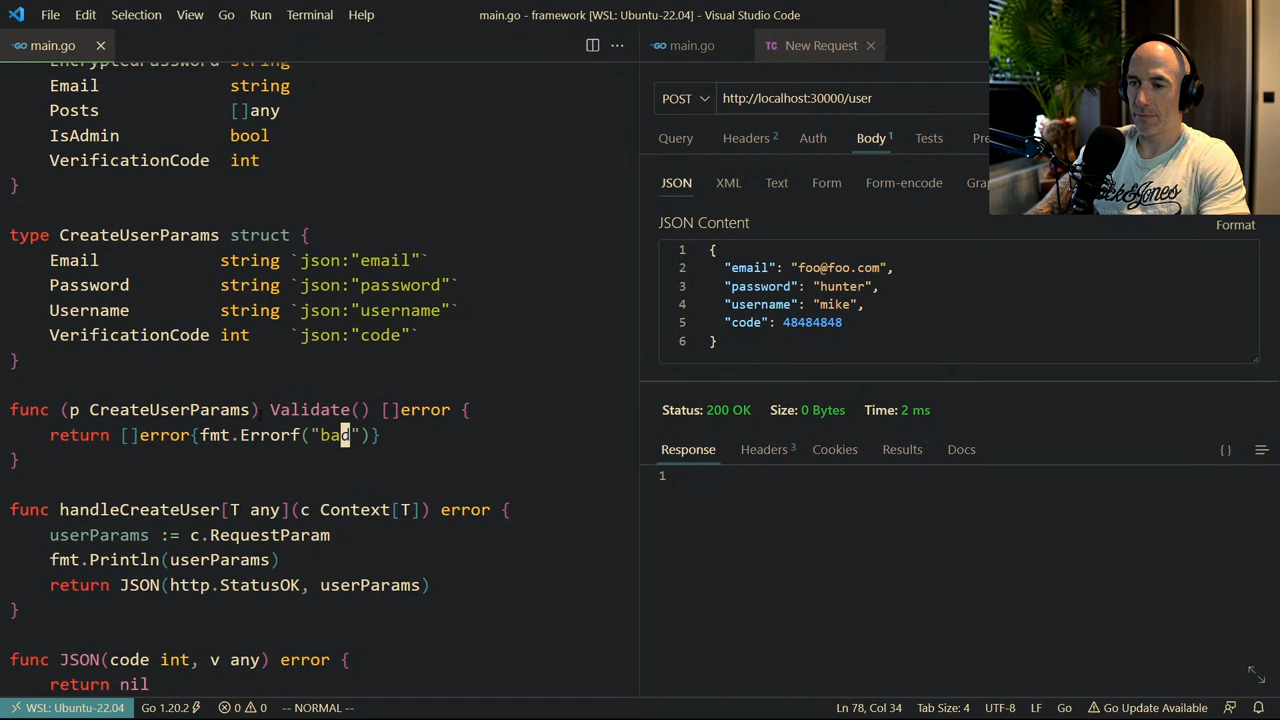 File Edit Selection View Go Run Terminal Help
main.go - framework [WSL: Ubuntu-22.04] - Visual Studio Code
main.go
EncryptedPassword string
Email string
Posts []any
IsAdmin bool
VerificationCode int
}
type CreateUserParams struct {
Email string `json:"email"`
Password string `json:"password"`
Username string `json:"username"`
VerificationCode int `json:"code"`
}
func (p CreateUserParams) Validate() []error {
return []error{fmt.Errorf("bad")}
}
func handleCreateUser[T any](c Context[T]) error {
userParams := c.RequestParam
fmt.Println(userParams)
return JSON(http.StatusOK, userParams)
}
func JSON(code int, v any) error {
return nil
main.go
TC New Request
POST http://localhost:30000/user
Query Headers 2 Auth Body 1 Tests Pre
JSON XML Text Form Form-encode Gra
JSON Content
Format
1 {
2 "email": "foo@foo.com",
3 "password": "hunter",
4 "username": "mike",
5 "code": 48484848
6 }
Status: 200 OK Size: 0 Bytes Time: 2 ms
Response Headers 3 Cookies Results Docs { }
1
JACK&JONES
WSL: Ubuntu-22.04 Go 1.20.2 0 0 -- NORMAL -- Ln 78, Col 34 Tab Size: 4 UTF-8 LF Go Go Update Available